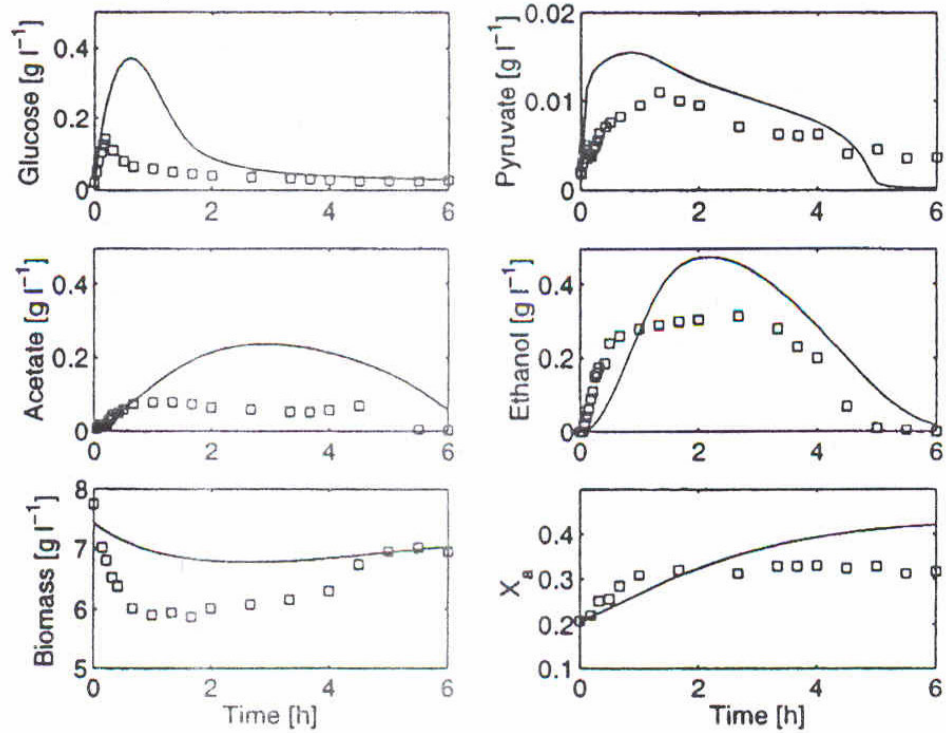 Glucose [g l⁻¹]
0.4
0.2
0
0 2 4 6
Pyruvate [g l⁻¹]
0.02
0.01
0
0 2 4 6
Acetate [g l⁻¹]
0.4
0.2
0
0 2 4 6
Ethanol [g l⁻¹]
0.4
0.2
0
0 2 4 6
Biomass [g l⁻¹]
8
7
6
5
0 2 4 6
Time [h]
X_a
0.4
0.3
0.2
0.1
0 2 4 6
Time [h]